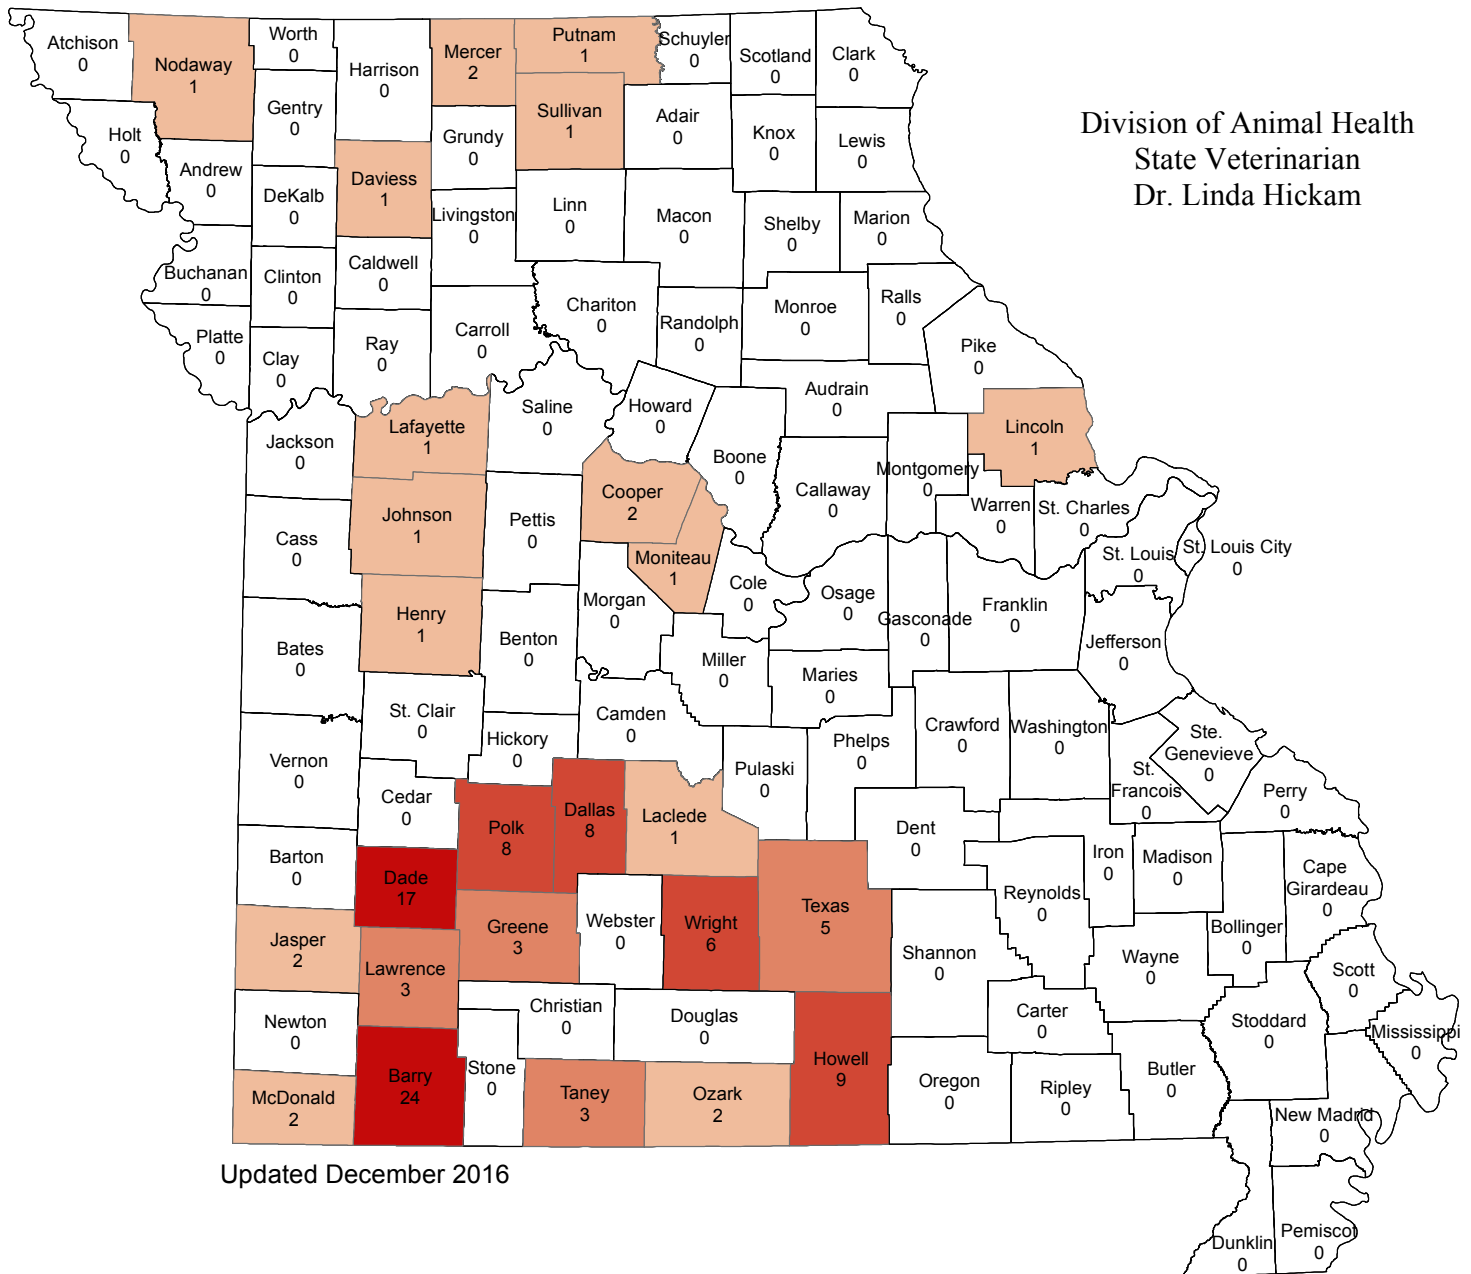 Atchison
0
Nodaway
1
Worth
0
Harrison
0
Mercer
2
Putnam
1
Schuyler
0
Scotland
0
Clark
0
Holt
0
Andrew
0
Gentry
0
DeKalb
0
Daviess
1
Grundy
0
Sullivan
1
Adair
0
Knox
0
Lewis
0
Division of Animal Health
State Veterinarian
Dr. Linda Hickam
Buchanan
0
Clinton
0
Caldwell
0
Livingston
0
Linn
0
Macon
0
Shelby
0
Marion
0
Platte
0
Clay
0
Ray
0
Carroll
0
Chariton
0
Randolph
0
Monroe
0
Ralls
0
Pike
0
Jackson
0
Lafayette
1
Saline
0
Howard
0
Boone
0
Audrain
0
Callaway
0
Montgomery
0
Lincoln
1
Warren
0
St. Charles
0
St. Louis
0
St. Louis City
0
Cass
0
Johnson
1
Pettis
0
Cooper
2
Moniteau
1
Morgan
0
Cole
0
Osage
0
Gasconade
0
Franklin
0
Jefferson
0
Bates
0
Henry
1
Benton
0
Miller
0
Maries
0
St. Clair
0
Hickory
0
Camden
0
Phelps
0
Crawford
0
Washington
0
Ste.
Genevieve
0
St.
Francois
0
Perry
0
Vernon
0
Cedar
0
Polk
8
Dallas
8
Laclede
1
Pulaski
0
Dent
0
Iron
0
Madison
0
Cape
Girardeau
0
Barton
0
Dade
17
Greene
3
Webster
0
Wright
6
Texas
5
Reynolds
0
Shannon
0
Wayne
0
Bollinger
0
Scott
0
Jasper
2
Lawrence
3
Christian
0
Douglas
0
Howell
9
Carter
0
Stoddard
0
Mississippi
0
Newton
0
Barry
24
Stone
0
Taney
3
Ozark
2
Oregon
0
Ripley
0
Butler
0
McDonald
2
New Madrid
0
Dunklin
0
Pemiscot
0
Updated December 2016